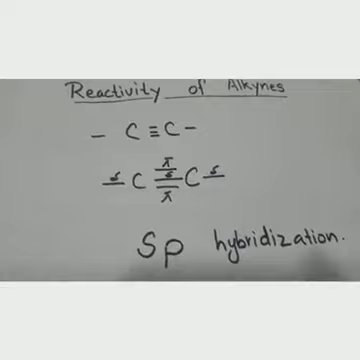 Reactivity of Alkynes
– C ≡ C –
π
σ C σ C σ
π
Sp hybridization.